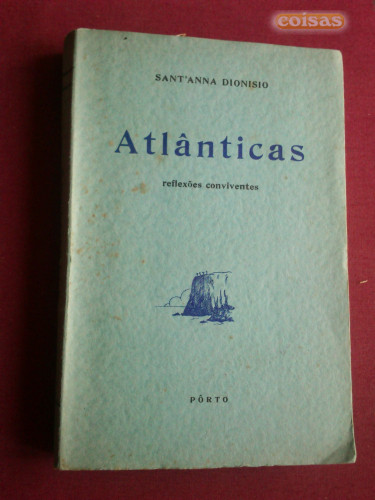 coisas
SANT'ANNA DIONISIO
Atlânticas
reflexões conviventes
PÔRTO